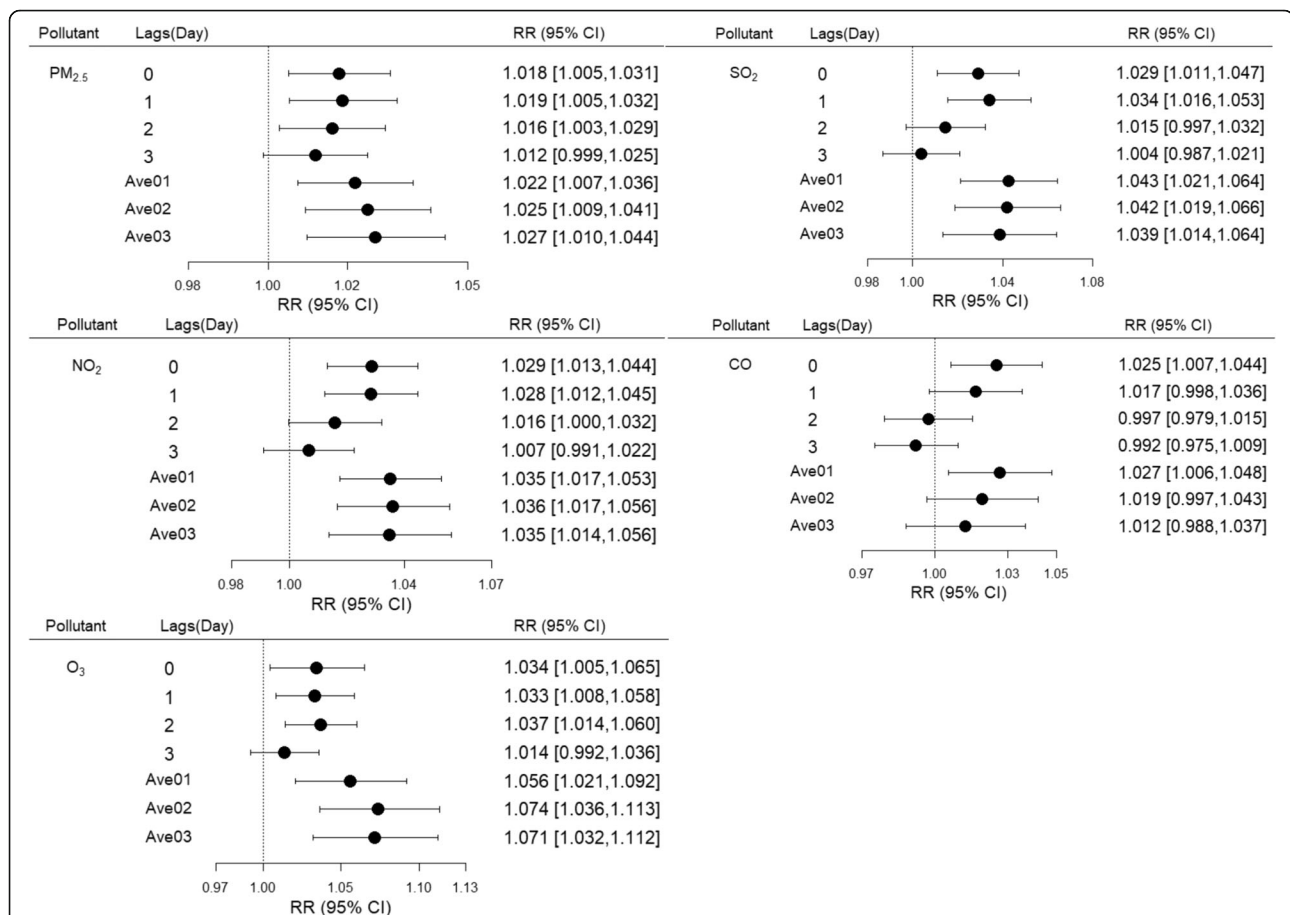 Pollutant Lags(Day) RR (95% CI)
PM2.5 0 1.018 [1.005,1.031]
1 1.019 [1.005,1.032]
2 1.016 [1.003,1.029]
3 1.012 [0.999,1.025]
Ave01 1.022 [1.007,1.036]
Ave02 1.025 [1.009,1.041]
Ave03 1.027 [1.010,1.044]
0.98 1.00 1.02 1.05
RR (95% CI)
Pollutant Lags(Day) RR (95% CI)
SO2 0 1.029 [1.011,1.047]
1 1.034 [1.016,1.053]
2 1.015 [0.997,1.032]
3 1.004 [0.987,1.021]
Ave01 1.043 [1.021,1.064]
Ave02 1.042 [1.019,1.066]
Ave03 1.039 [1.014,1.064]
0.98 1.00 1.04 1.08
RR (95% CI)
Pollutant Lags(Day) RR (95% CI)
NO2 0 1.029 [1.013,1.044]
1 1.028 [1.012,1.045]
2 1.016 [1.000,1.032]
3 1.007 [0.991,1.022]
Ave01 1.035 [1.017,1.053]
Ave02 1.036 [1.017,1.056]
Ave03 1.035 [1.014,1.056]
0.98 1.00 1.04 1.07
RR (95% CI)
Pollutant Lags(Day) RR (95% CI)
CO 0 1.025 [1.007,1.044]
1 1.017 [0.998,1.036]
2 0.997 [0.979,1.015]
3 0.992 [0.975,1.009]
Ave01 1.027 [1.006,1.048]
Ave02 1.019 [0.997,1.043]
Ave03 1.012 [0.988,1.037]
0.97 1.00 1.03 1.05
RR (95% CI)
Pollutant Lags(Day) RR (95% CI)
O3 0 1.034 [1.005,1.065]
1 1.033 [1.008,1.058]
2 1.037 [1.014,1.060]
3 1.014 [0.992,1.036]
Ave01 1.056 [1.021,1.092]
Ave02 1.074 [1.036,1.113]
Ave03 1.071 [1.032,1.112]
0.97 1.00 1.05 1.10 1.13
RR (95% CI)